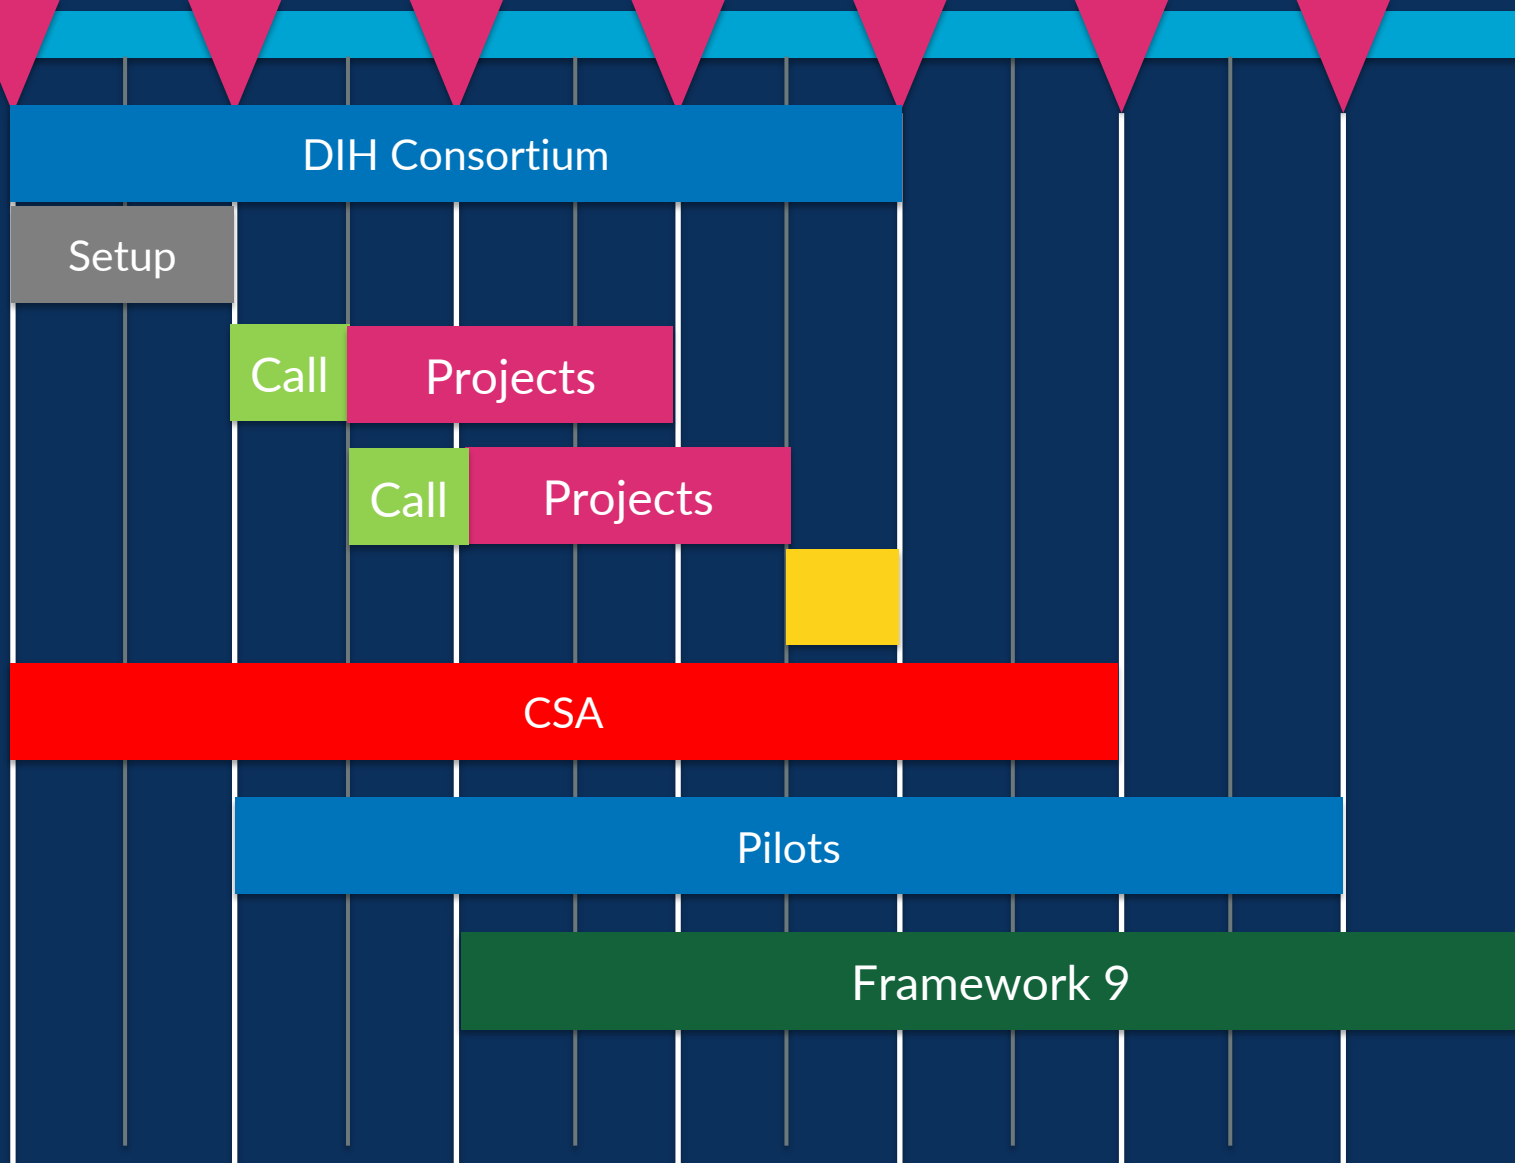 DIH Consortium
Setup
Call Projects
Call Projects
CSA
Pilots
Framework 9